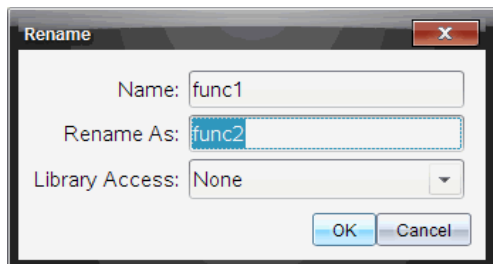 Rename
Name: func1
Rename As: func2
Library Access: None
OK Cancel